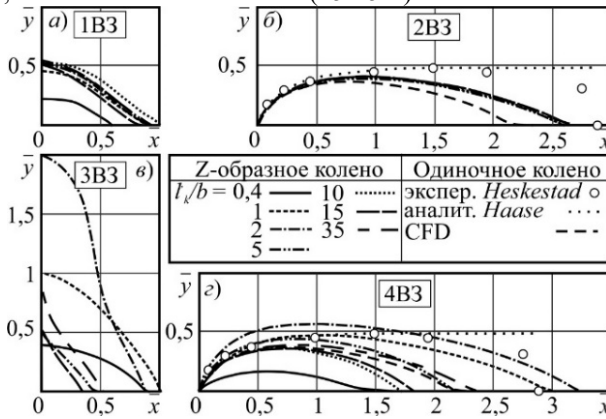 ȳ а) 1ВЗ
0,5
0 0,5 x̄
ȳ б) 2ВЗ
0,5
0 0,5 1 1,5 2 2,5 x
ȳ 3ВЗ в)
1,5
1
0,5
0 0,5 x̄
Z-образное колено
l_k/b = 0,4 10
1 15
2 35
5
Одиночное колено
экспер. Heskestad
аналит. Haase
CFD
ȳ г) 4ВЗ
0,5
0 0,5 1 1,5 2 2,5 3 x